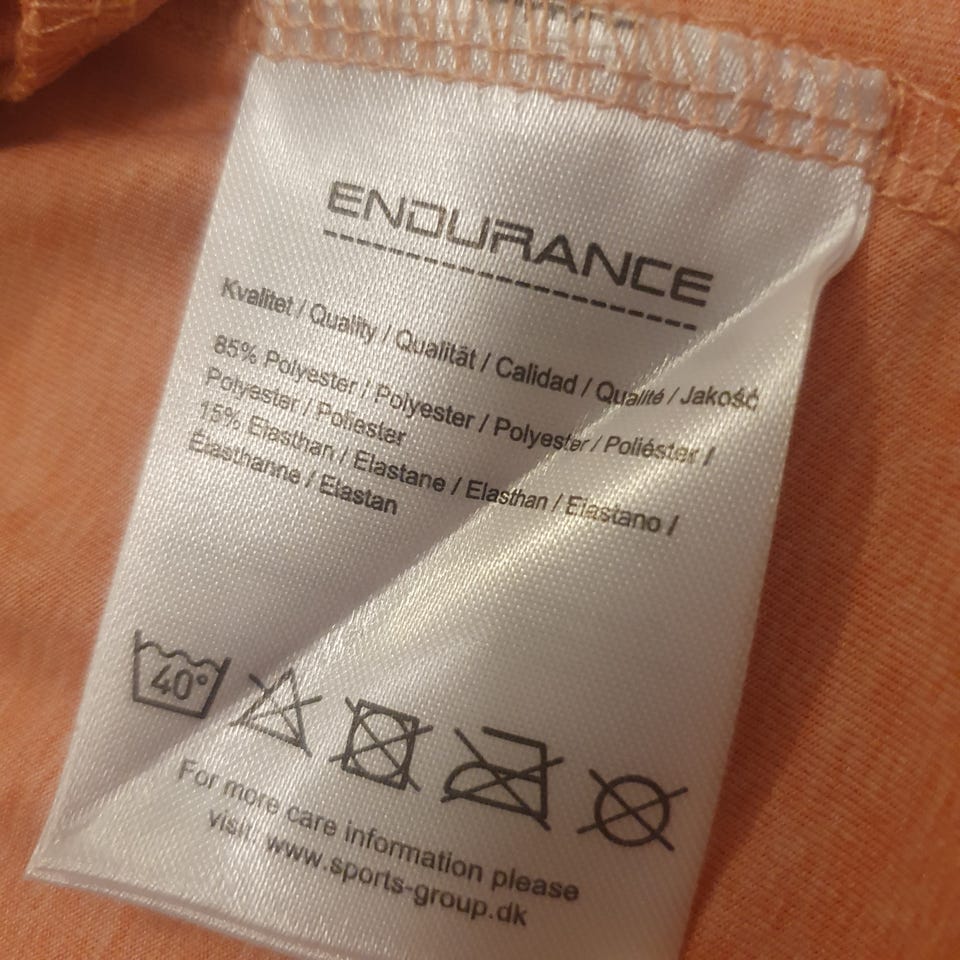 ENDURANCE
Kvalitet / Quality / Qualität / Calidad / Qualité / Jakość
85% Polyester / Polyester / Polyester / Poliéster /
Polyester / Poliester
15% Elasthan / Elastane / Elasthan / Elastano /
Élasthanne / Elastan
40°
For more care information please
visit: www.sports-group.dk